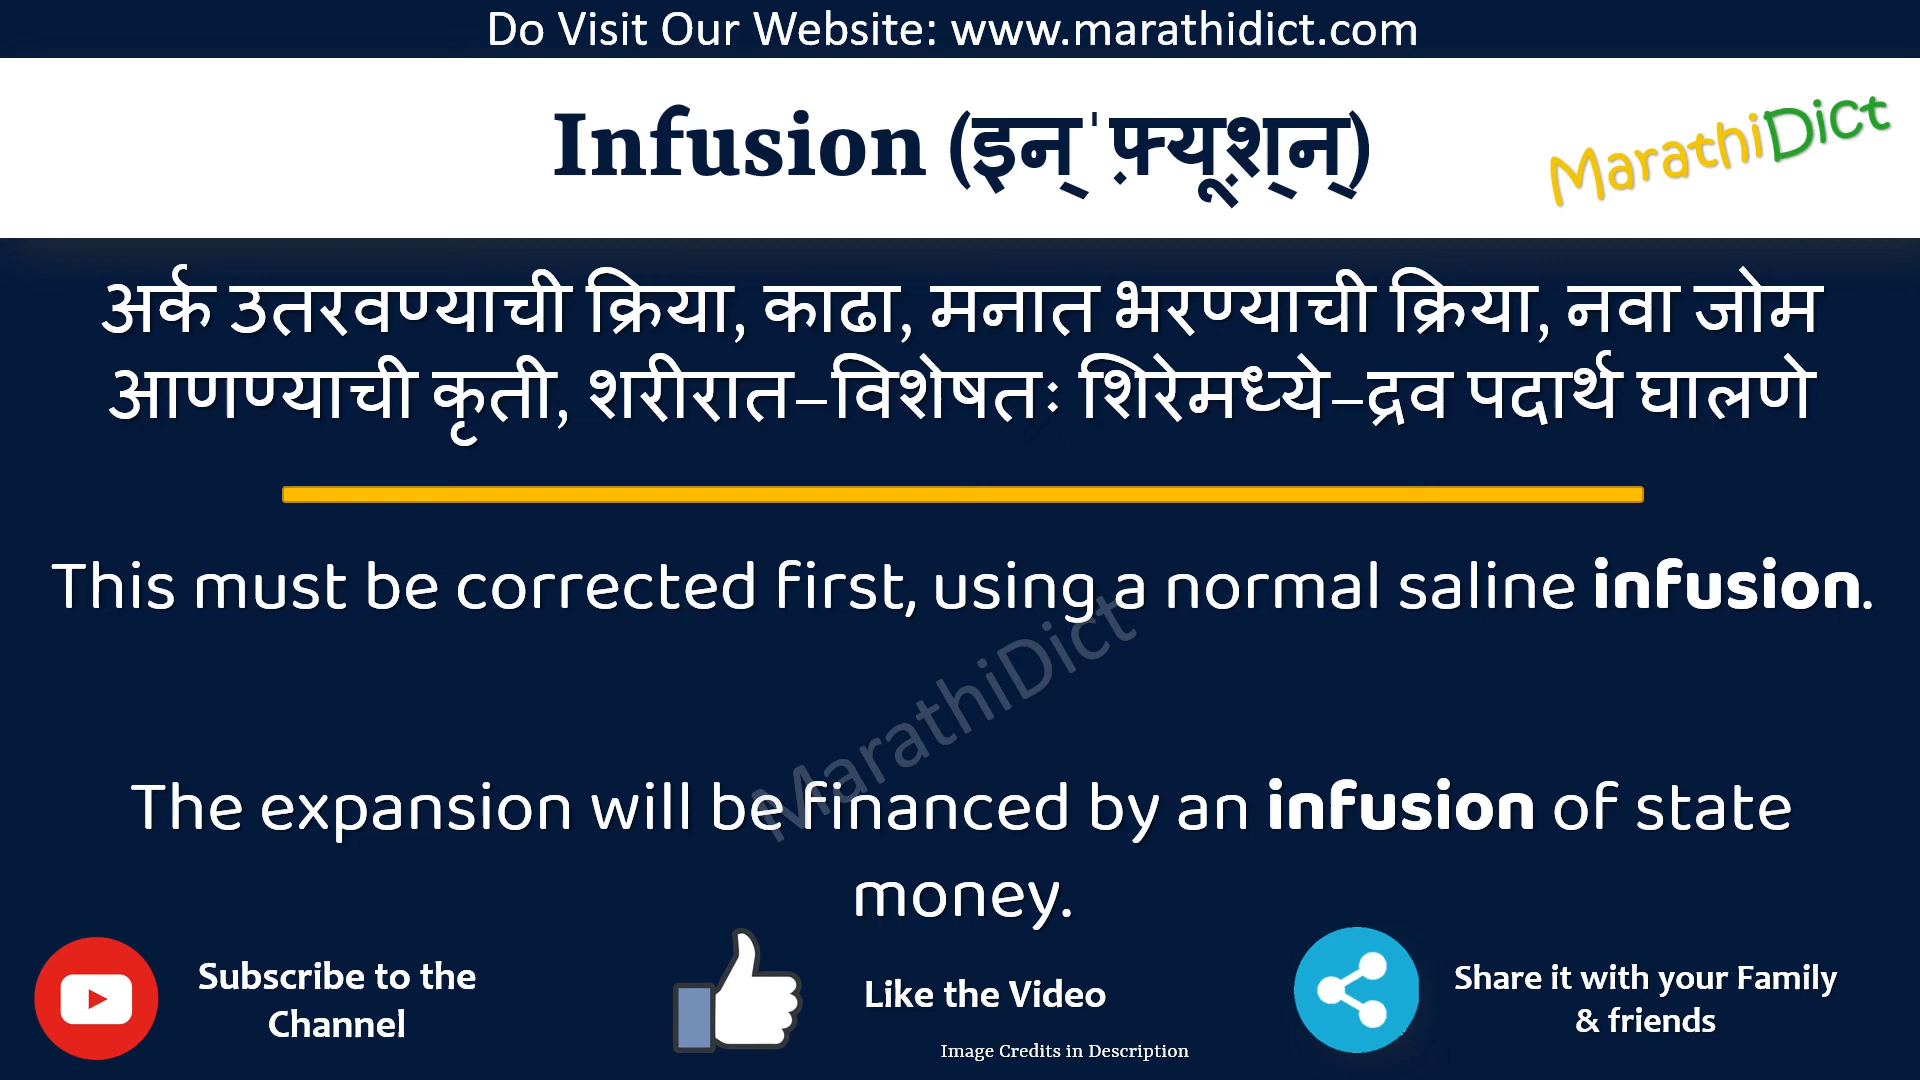 Do Visit Our Website: www.marathidict.com
Infusion (इन्ˈफ़्यूश़्न्)
MarathiDict
अर्क उतरवण्याची क्रिया, काढा, मनात भरण्याची क्रिया, नवा जोम
आणण्याची कृती, शरीरात–विशेषतः शिरेमध्ये–द्रव पदार्थ घालणे
This must be corrected first, using a normal saline infusion.
MarathiDict
The expansion will be financed by an infusion of state
money.
Subscribe to the
Channel
Like the Video
Share it with your Family
& friends
Image Credits in Description